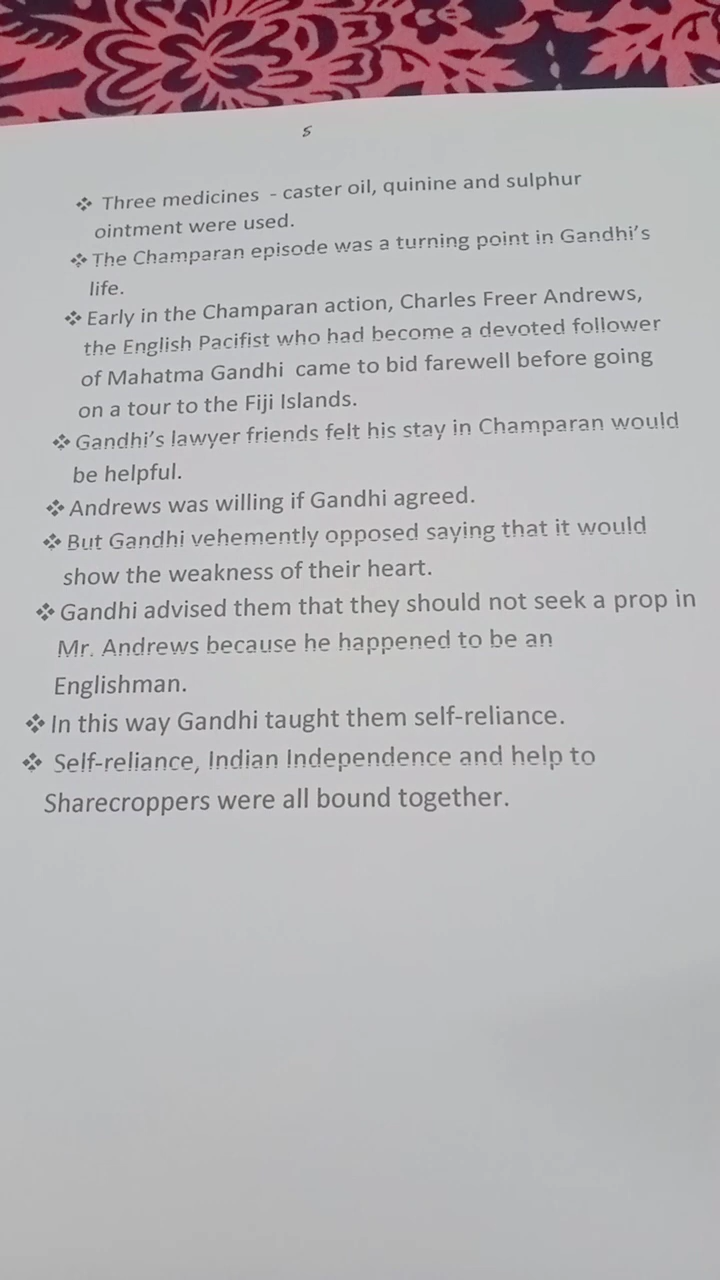 5
❖ Three medicines - caster oil, quinine and sulphur
ointment were used.
❖ The Champaran episode was a turning point in Gandhi's
life.
❖ Early in the Champaran action, Charles Freer Andrews,
the English Pacifist who had become a devoted follower
of Mahatma Gandhi came to bid farewell before going
on a tour to the Fiji Islands.
❖ Gandhi's lawyer friends felt his stay in Champaran would
be helpful.
❖ Andrews was willing if Gandhi agreed.
❖ But Gandhi vehemently opposed saying that it would
show the weakness of their heart.
❖ Gandhi advised them that they should not seek a prop in
Mr. Andrews because he happened to be an
Englishman.
❖ In this way Gandhi taught them self-reliance.
❖ Self-reliance, Indian Independence and help to
Sharecroppers were all bound together.